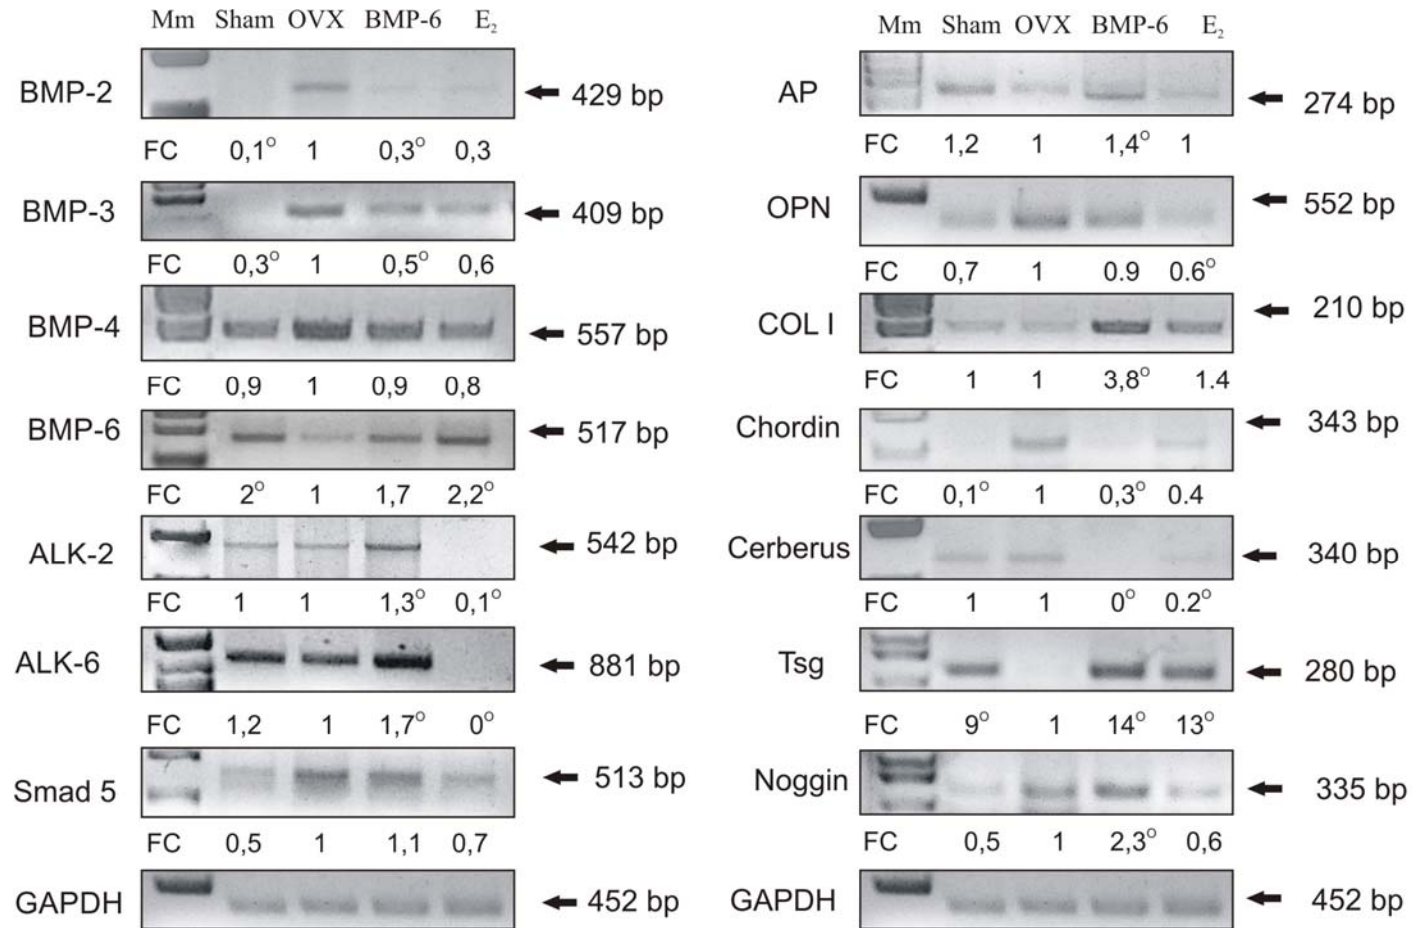 Mm Sham OVX BMP-6 E₂
BMP-2 429 bp
FC 0,1° 1 0,3° 0,3
BMP-3 409 bp
FC 0,3° 1 0,5° 0,6
BMP-4 557 bp
FC 0,9 1 0,9 0,8
BMP-6 517 bp
FC 2° 1 1,7 2,2°
ALK-2 542 bp
FC 1 1 1,3° 0,1°
ALK-6 881 bp
FC 1,2 1 1,7° 0°
Smad 5 513 bp
FC 0,5 1 1,1 0,7
GAPDH 452 bp
Mm Sham OVX BMP-6 E₂
AP 274 bp
FC 1,2 1 1,4° 1
OPN 552 bp
FC 0,7 1 0.9 0.6°
COL I 210 bp
FC 1 1 3,8° 1.4
Chordin 343 bp
FC 0,1° 1 0,3° 0.4
Cerberus 340 bp
FC 1 1 0° 0.2°
Tsg 280 bp
FC 9° 1 14° 13°
Noggin 335 bp
FC 0,5 1 2,3° 0,6
GAPDH 452 bp